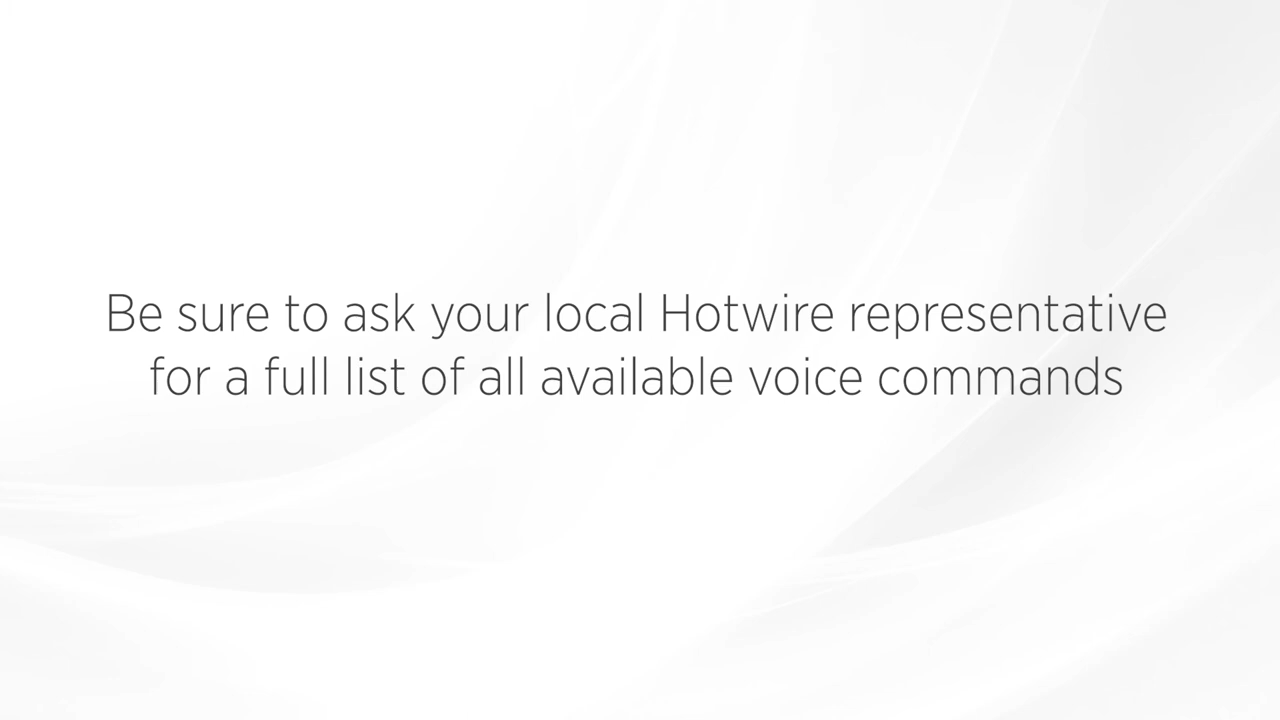 Be sure to ask your local Hotwire representative
for a full list of all available voice commands